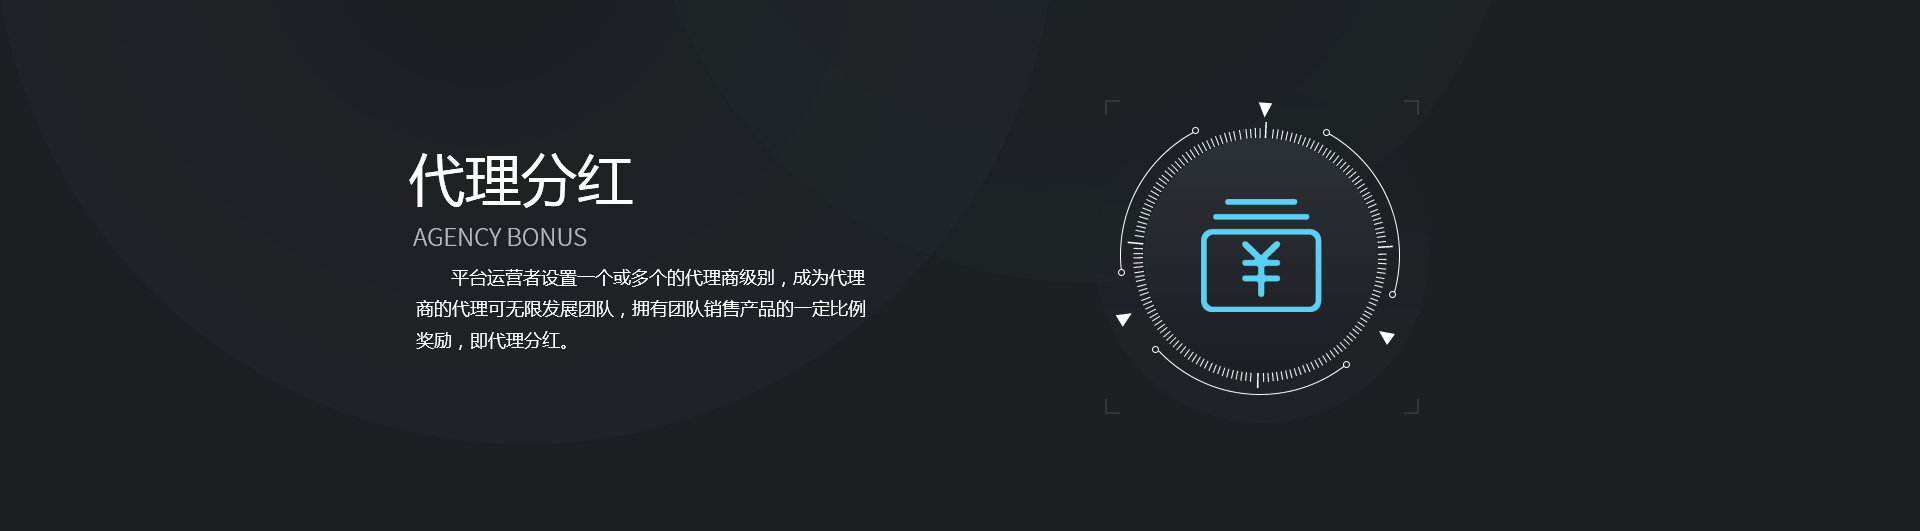 代理分红
AGENCY BONUS
平台运营者设置一个或多个的代理商级别，成为代理
商的代理可无限发展团队，拥有团队销售产品的一定比例
奖励，即代理分红。
¥